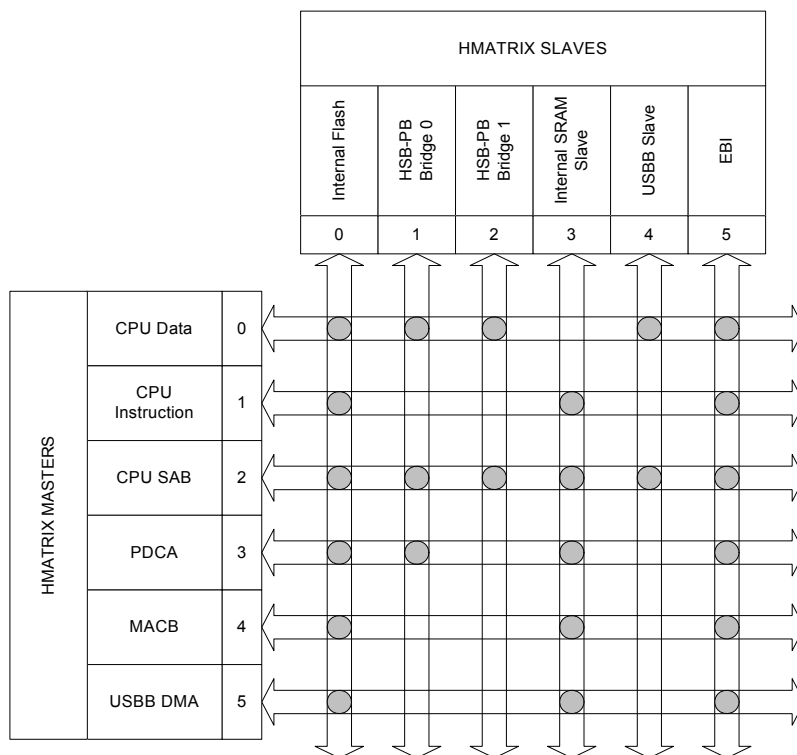 HMATRIX SLAVES
Internal Flash
HSB-PB
Bridge 0
HSB-PB
Bridge 1
Internal SRAM
Slave
USBB Slave
EBI
0 1 2 3 4 5
HMATRIX MASTERS
CPU Data 0
CPU
Instruction 1
CPU SAB 2
PDCA 3
MACB 4
USBB DMA 5